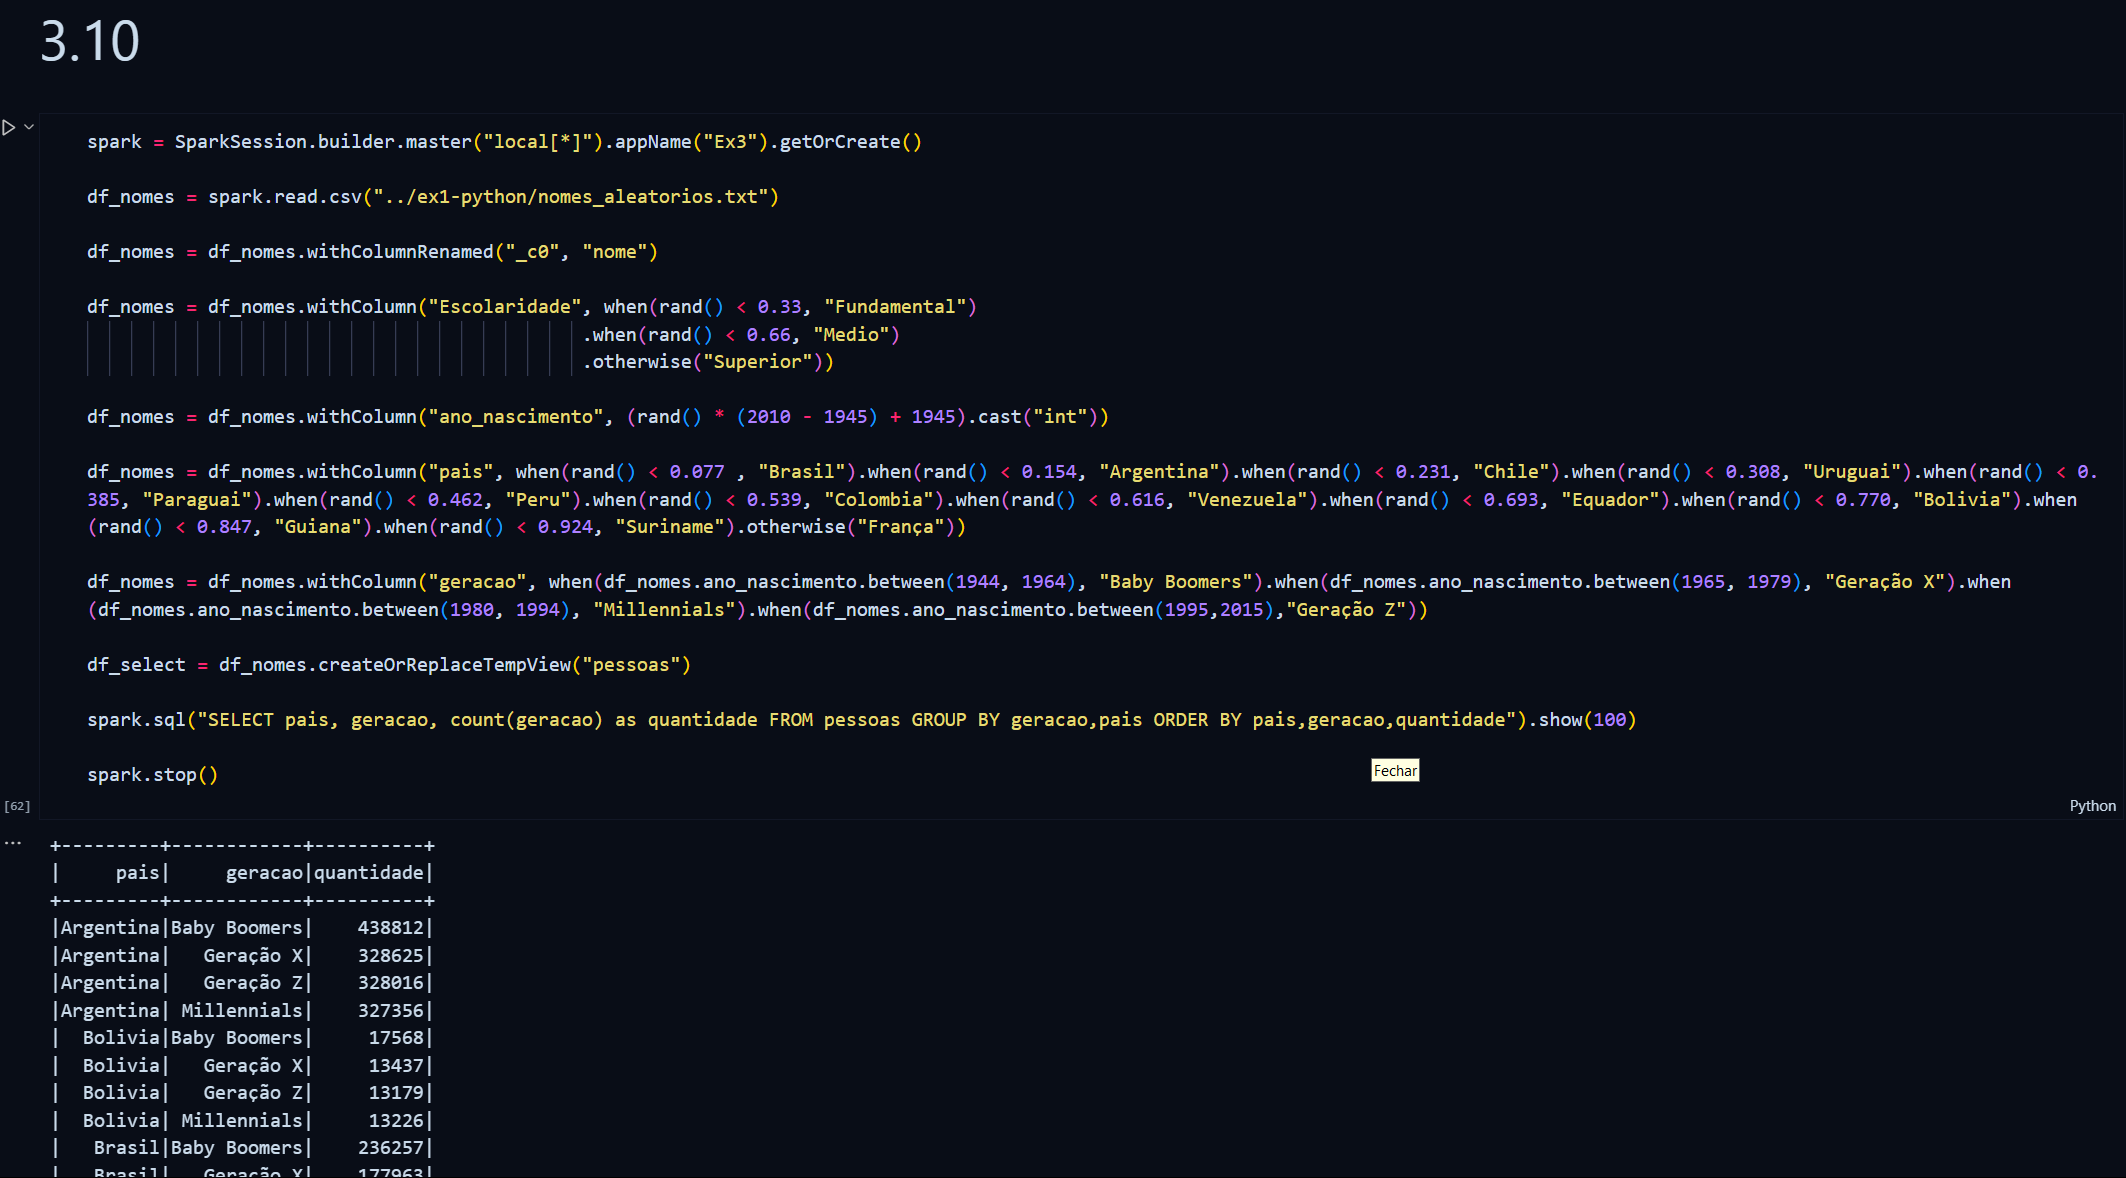 3.10
spark = SparkSession.builder.master("local[*]").appName("Ex3").getOrCreate()
df_nomes = spark.read.csv("../ex1-python/nomes_aleatorios.txt")
df_nomes = df_nomes.withColumnRenamed("_c0", "nome")
df_nomes = df_nomes.withColumn("Escolaridade", when(rand() < 0.33, "Fundamental")
.when(rand() < 0.66, "Medio")
.otherwise("Superior"))
df_nomes = df_nomes.withColumn("ano_nascimento", (rand() * (2010 - 1945) + 1945).cast("int"))
df_nomes = df_nomes.withColumn("pais", when(rand() < 0.077 , "Brasil").when(rand() < 0.154, "Argentina").when(rand() < 0.231, "Chile").when(rand() < 0.308, "Uruguai").when(rand() < 0.
385, "Paraguai").when(rand() < 0.462, "Peru").when(rand() < 0.539, "Colombia").when(rand() < 0.616, "Venezuela").when(rand() < 0.693, "Equador").when(rand() < 0.770, "Bolivia").when
(rand() < 0.847, "Guiana").when(rand() < 0.924, "Suriname").otherwise("França"))
df_nomes = df_nomes.withColumn("geracao", when(df_nomes.ano_nascimento.between(1944, 1964), "Baby Boomers").when(df_nomes.ano_nascimento.between(1965, 1979), "Geração X").when
(df_nomes.ano_nascimento.between(1980, 1994), "Millennials").when(df_nomes.ano_nascimento.between(1995,2015),"Geração Z"))
df_select = df_nomes.createOrReplaceTempView("pessoas")
spark.sql("SELECT pais, geracao, count(geracao) as quantidade FROM pessoas GROUP BY geracao,pais ORDER BY pais,geracao,quantidade").show(100)
spark.stop()
Fechar
[62]
Python
...
+---------+------------+----------+
|     pais|     geracao|quantidade|
+---------+------------+----------+
|Argentina|Baby Boomers|    438812|
|Argentina|   Geração X|    328625|
|Argentina|   Geração Z|    328016|
|Argentina| Millennials|    327356|
|  Bolivia|Baby Boomers|     17568|
|  Bolivia|   Geração X|     13437|
|  Bolivia|   Geração Z|     13179|
|  Bolivia| Millennials|     13226|
|   Brasil|Baby Boomers|    236257|
|   Brasil|   Geração X|    177963|